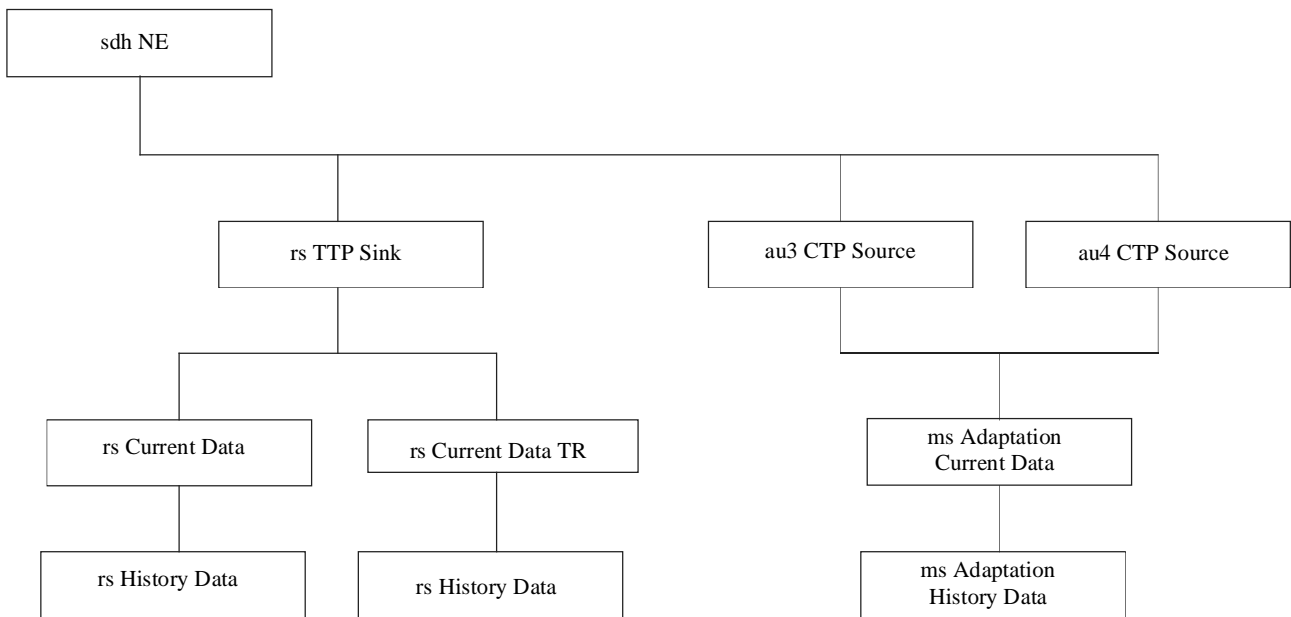 sdh NE
rs TTP Sink
au3 CTP Source
au4 CTP Source
rs Current Data
rs Current Data TR
ms Adaptation
Current Data
rs History Data
rs History Data
ms Adaptation
History Data